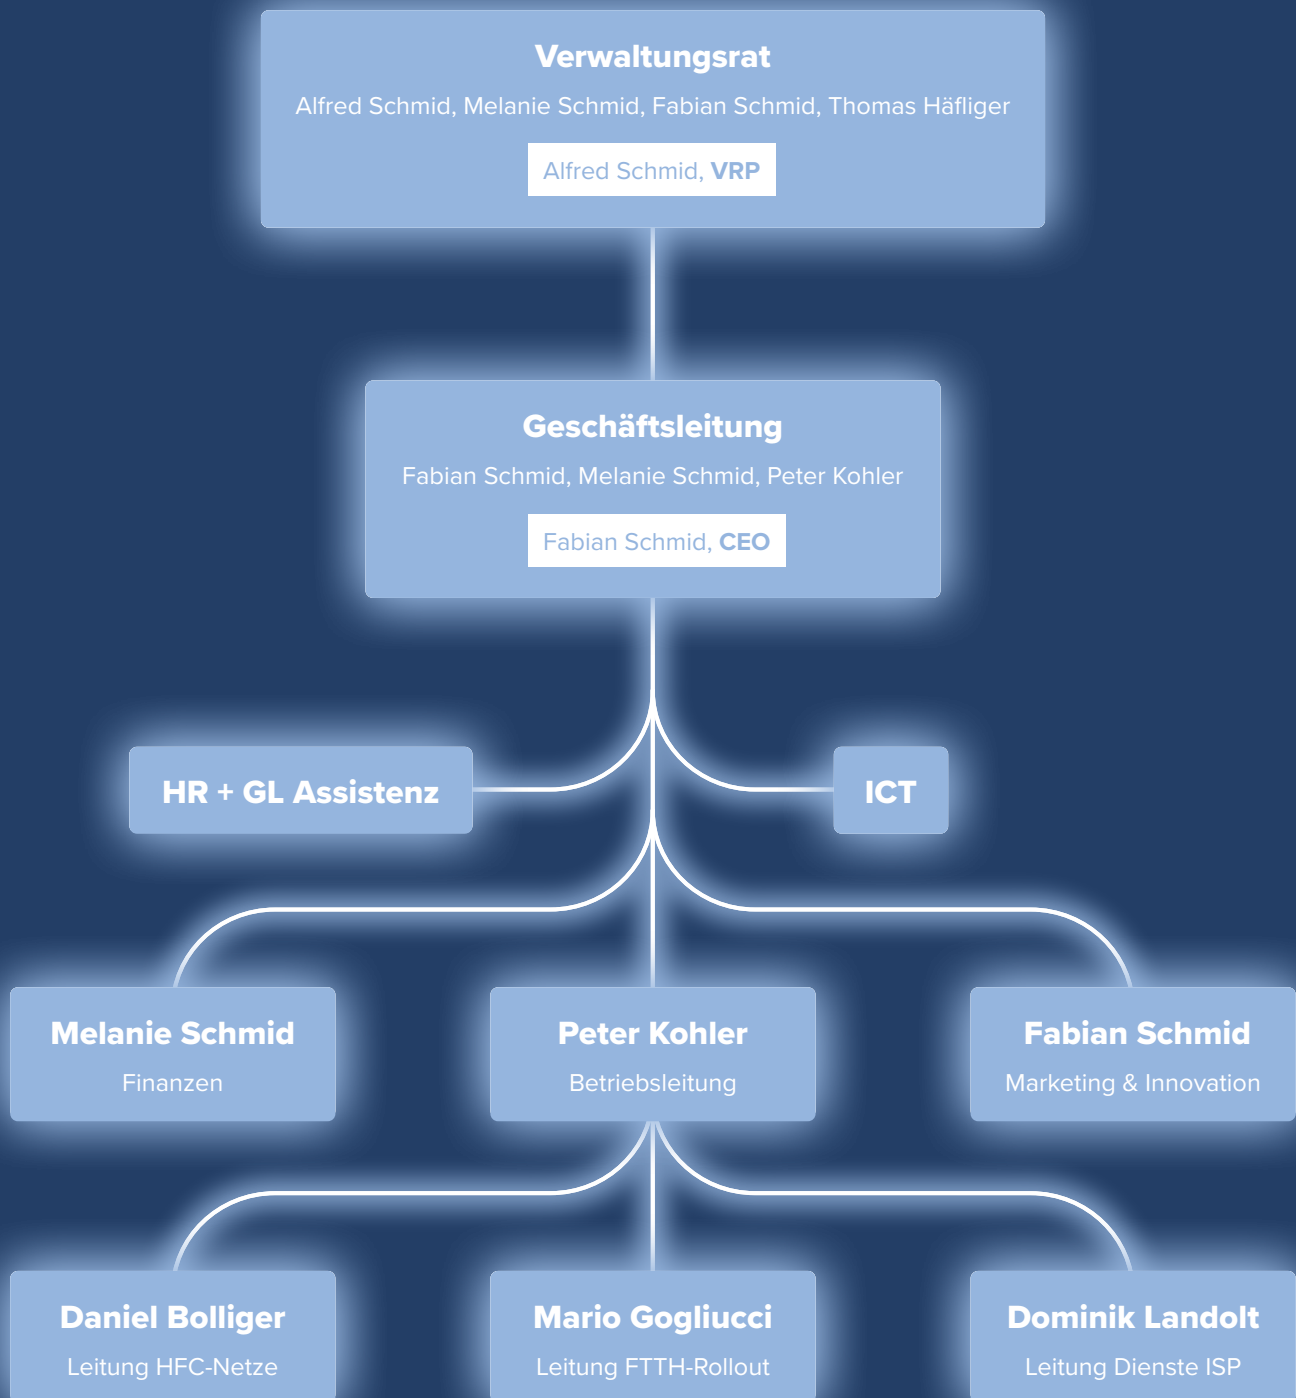 Verwaltungsrat
Alfred Schmid, Melanie Schmid, Fabian Schmid, Thomas Häfliger
Alfred Schmid, VRP
Geschäftsleitung
Fabian Schmid, Melanie Schmid, Peter Kohler
Fabian Schmid, CEO
HR + GL Assistenz
ICT
Melanie Schmid
Finanzen
Peter Kohler
Betriebsleitung
Fabian Schmid
Marketing & Innovation
Daniel Bolliger
Leitung HFC-Netze
Mario Gogliucci
Leitung FTTH-Rollout
Dominik Landolt
Leitung Dienste ISP